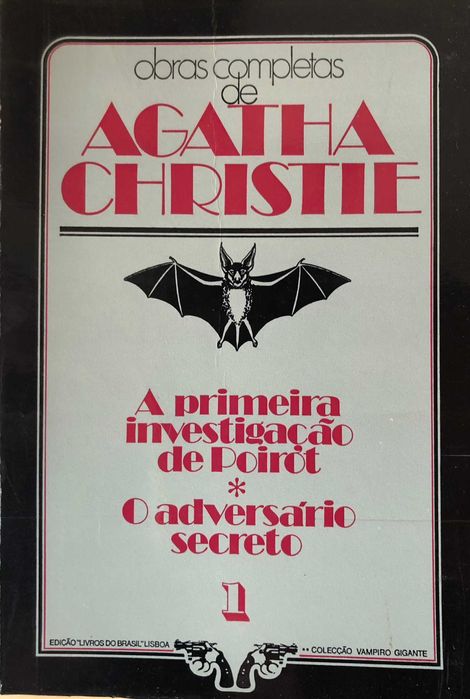 obras completas
de
AGATHA
CHRISTIE
A primeira
investigação
de Poirot
*
O adversário
secreto
1
EDIÇÃO "LIVROS DO BRASIL" LISBOA
** COLECÇÃO VAMPIRO GIGANTE